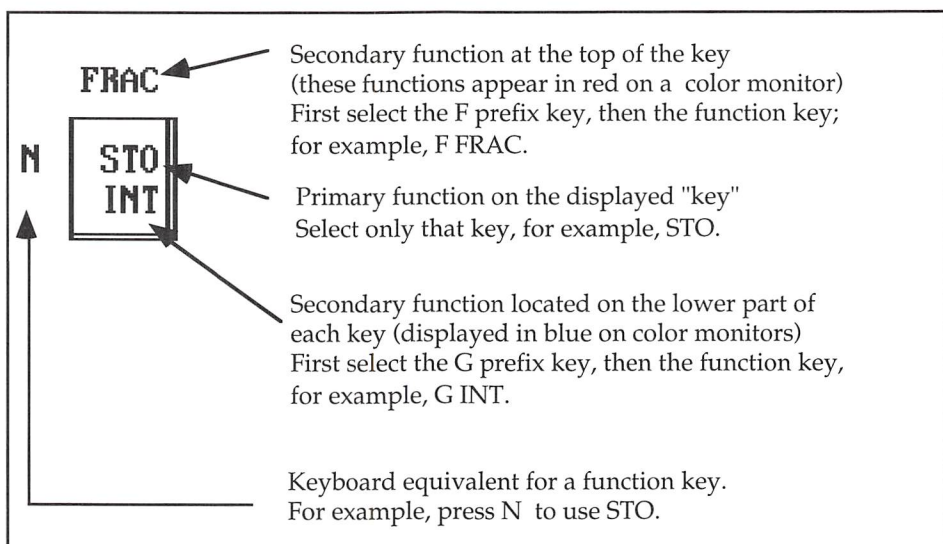 FRAC
N
STO
INT
Secondary function at the top of the key
(these functions appear in red on a color monitor)
First select the F prefix key, then the function key;
for example, F FRAC.
Primary function on the displayed "key"
Select only that key, for example, STO.
Secondary function located on the lower part of
each key (displayed in blue on color monitors)
First select the G prefix key, then the function key,
for example, G INT.
Keyboard equivalent for a function key.
For example, press N to use STO.